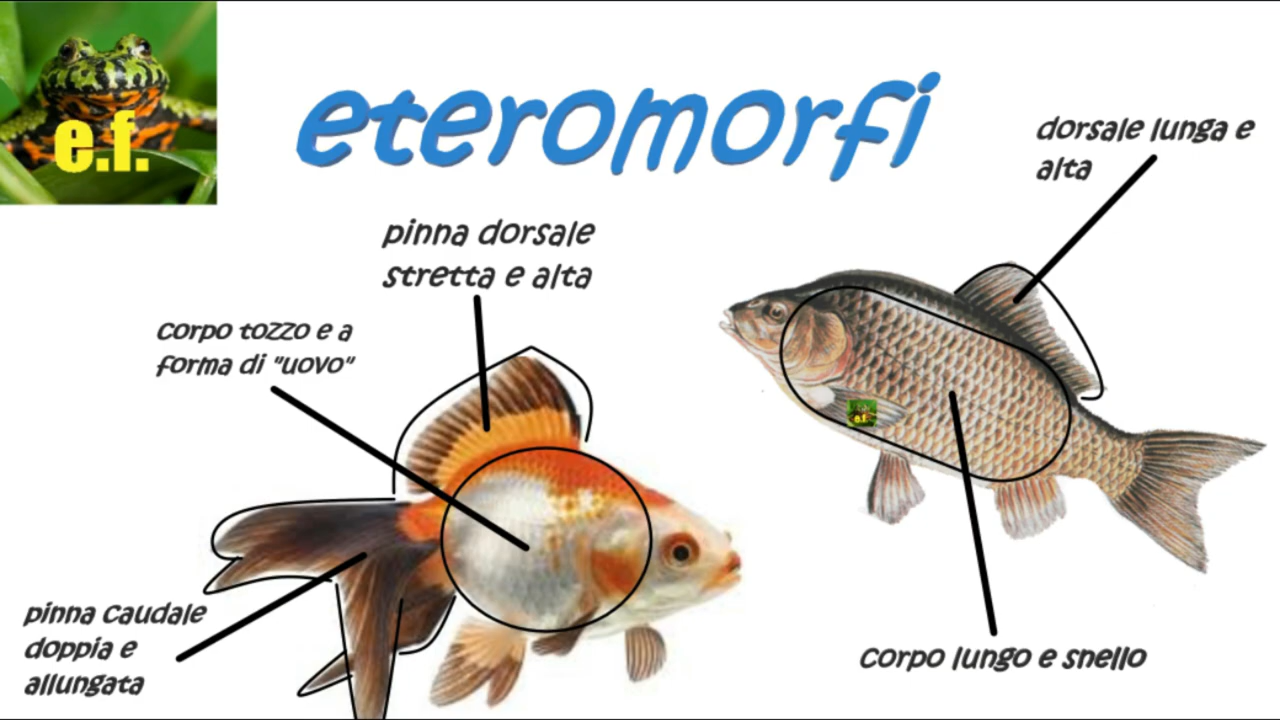 e.f.
eteromorfi
dorsale lunga e
alta
pinna dorsale
stretta e alta
corpo tozzo e a
forma di "uovo"
e.f.
pinna caudale
doppia e
allungata
corpo lungo e snello